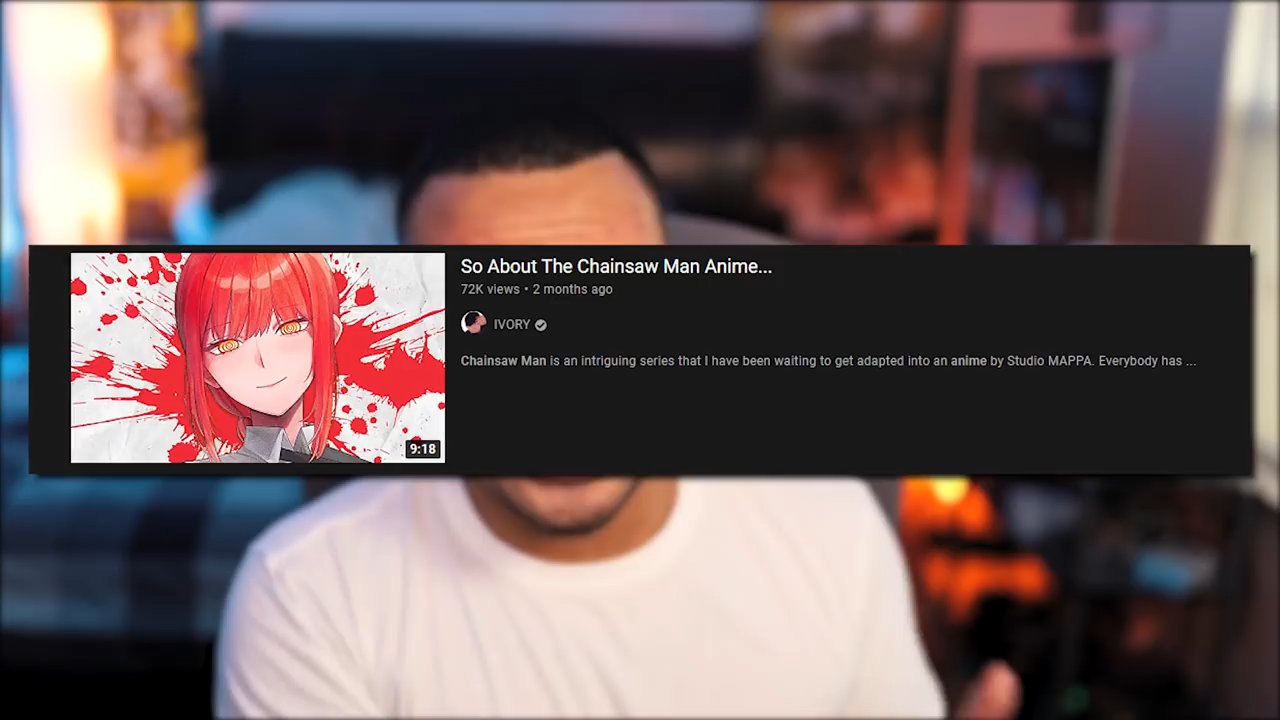 So About The Chainsaw Man Anime...
72K views • 2 months ago
IVORY
Chainsaw Man is an intriguing series that I have been waiting to get adapted into an anime by Studio MAPPA. Everybody has ...
9:18